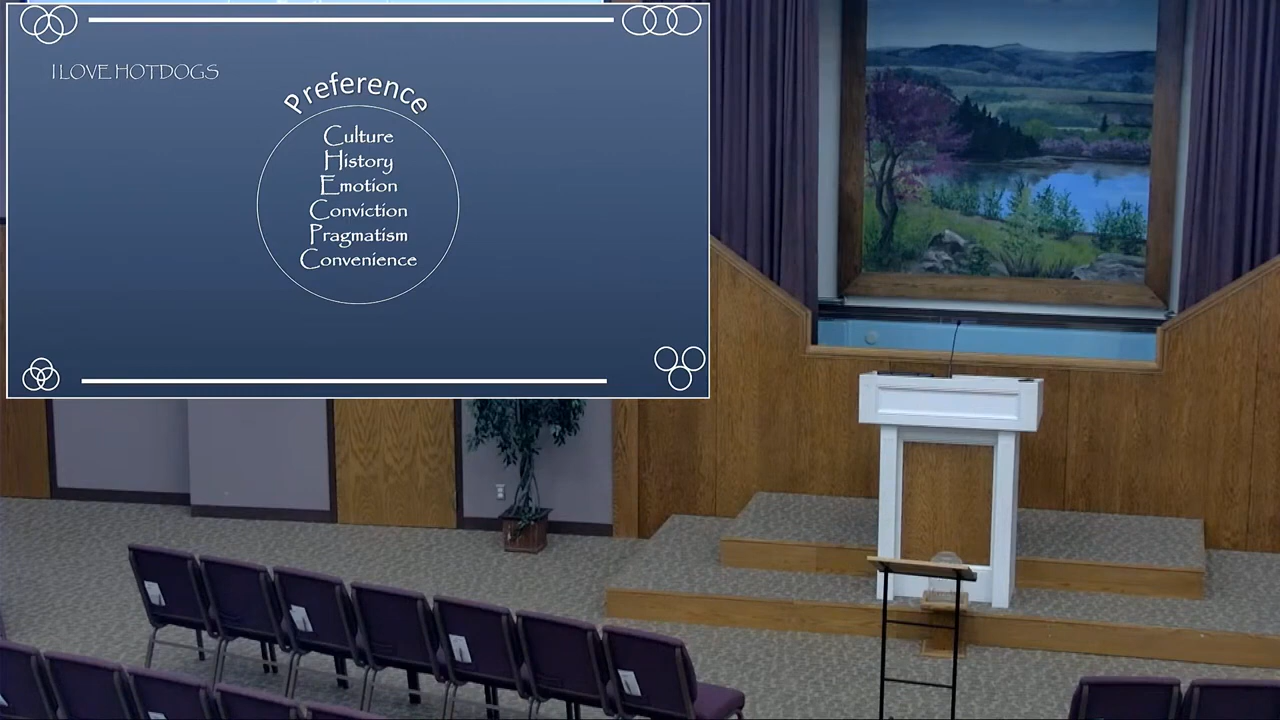 I LOVE HOTDOGS
Preference
Culture
History
Emotion
Conviction
Pragmatism
Convenience